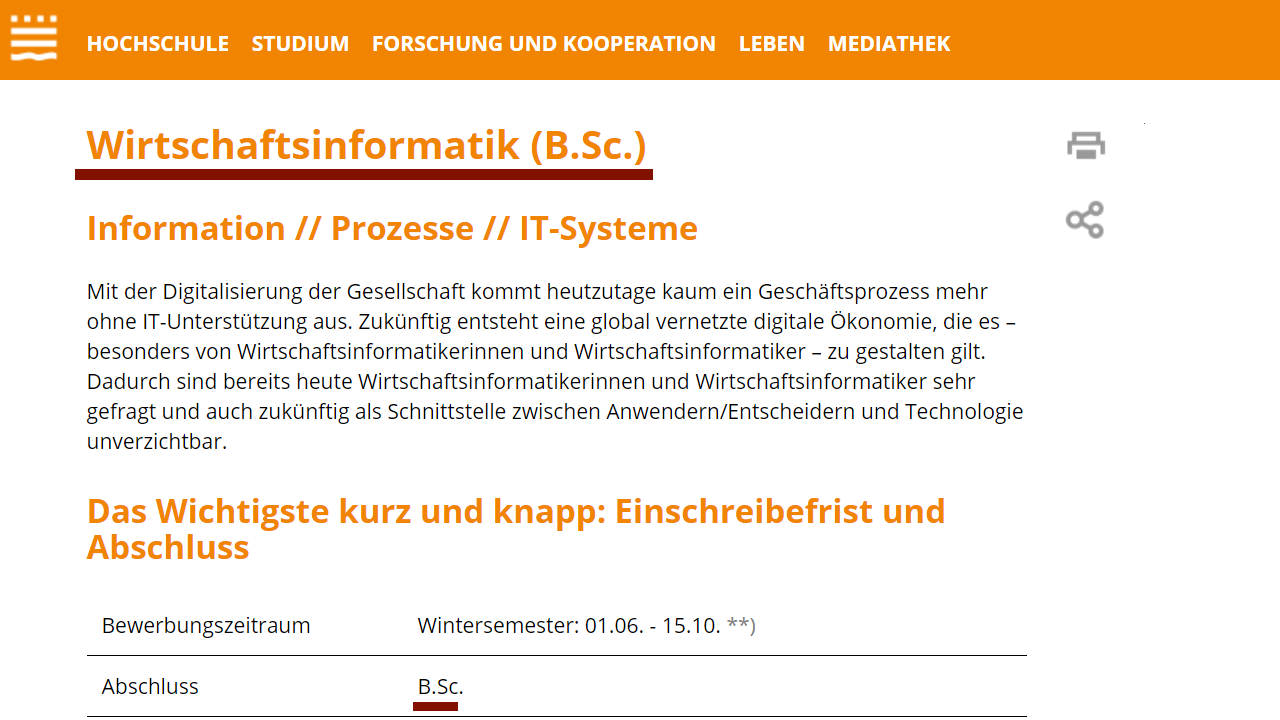 HOCHSCHULE STUDIUM FORSCHUNG UND KOOPERATION LEBEN MEDIATHEK
Wirtschaftsinformatik (B.Sc.)
Information // Prozesse // IT-Systeme
Mit der Digitalisierung der Gesellschaft kommt heutzutage kaum ein Geschäftsprozess mehr
ohne IT-Unterstützung aus. Zukünftig entsteht eine global vernetzte digitale Ökonomie, die es –
besonders von Wirtschaftsinformatikerinnen und Wirtschaftsinformatiker – zu gestalten gilt.
Dadurch sind bereits heute Wirtschaftsinformatikerinnen und Wirtschaftsinformatiker sehr
gefragt und auch zukünftig als Schnittstelle zwischen Anwendern/Entscheidern und Technologie
unverzichtbar.
Das Wichtigste kurz und knapp: Einschreibefrist und
Abschluss
Bewerbungszeitraum Wintersemester: 01.06. - 15.10. **)
Abschluss B.Sc.